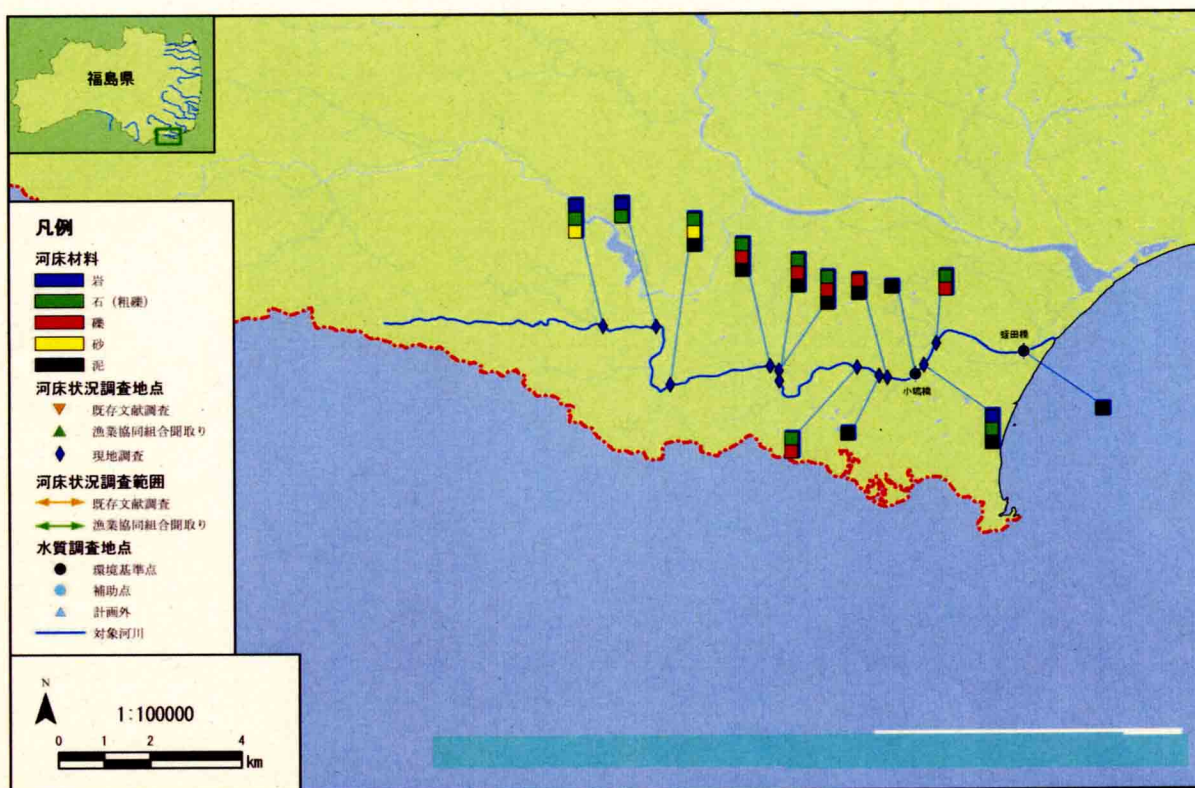 福島県
凡例
河床材料
岩
石（粗礫）
礫
砂
泥
河床状況調査地点
既存文献調査
漁業協同組合聞取り
現地調査
河床状況調査範囲
既存文献調査
漁業協同組合聞取り
水質調査地点
環境基準点
補助点
計画外
対象河川
N
1:100000
0 1 2 4
km
蛭田橋
小塙橋